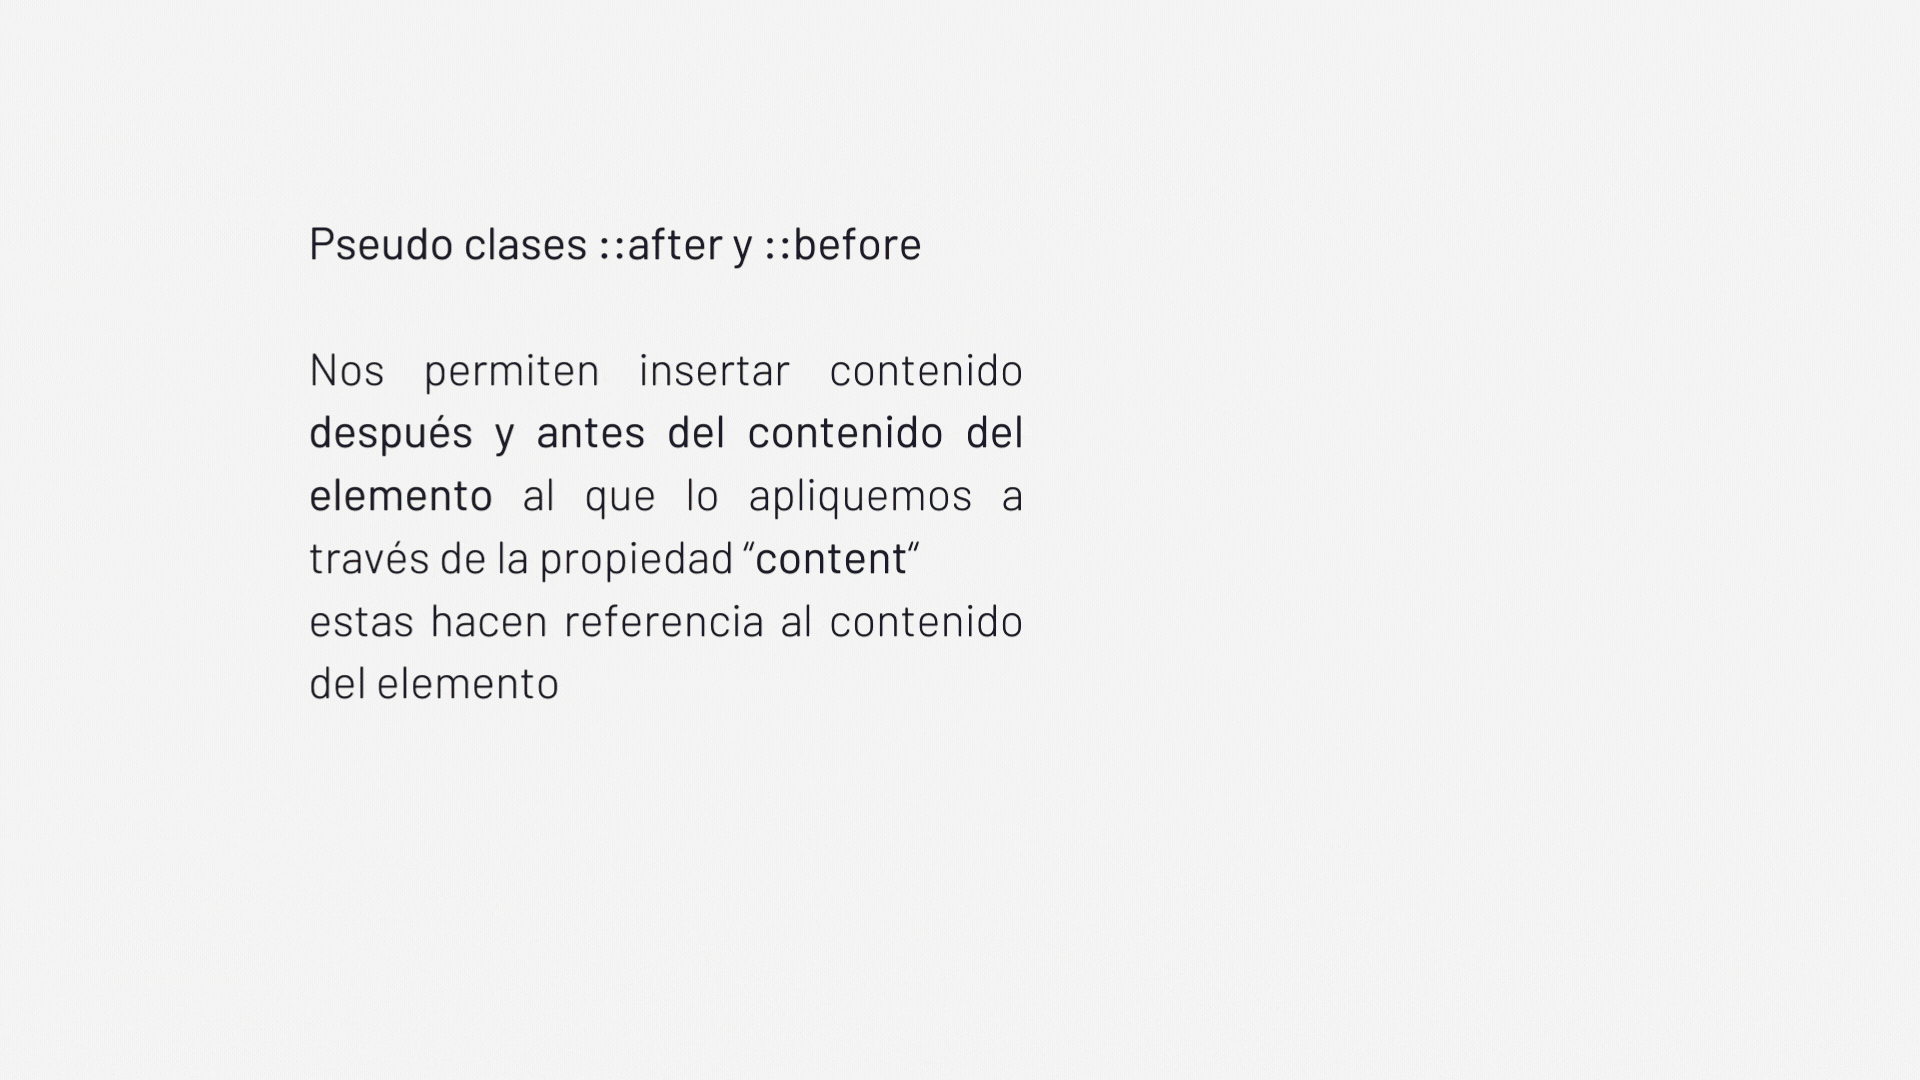 Pseudo clases ::after y ::before
Nos permiten insertar contenido
después y antes del contenido del
elemento al que lo apliquemos a
través de la propiedad “content“
estas hacen referencia al contenido
del elemento